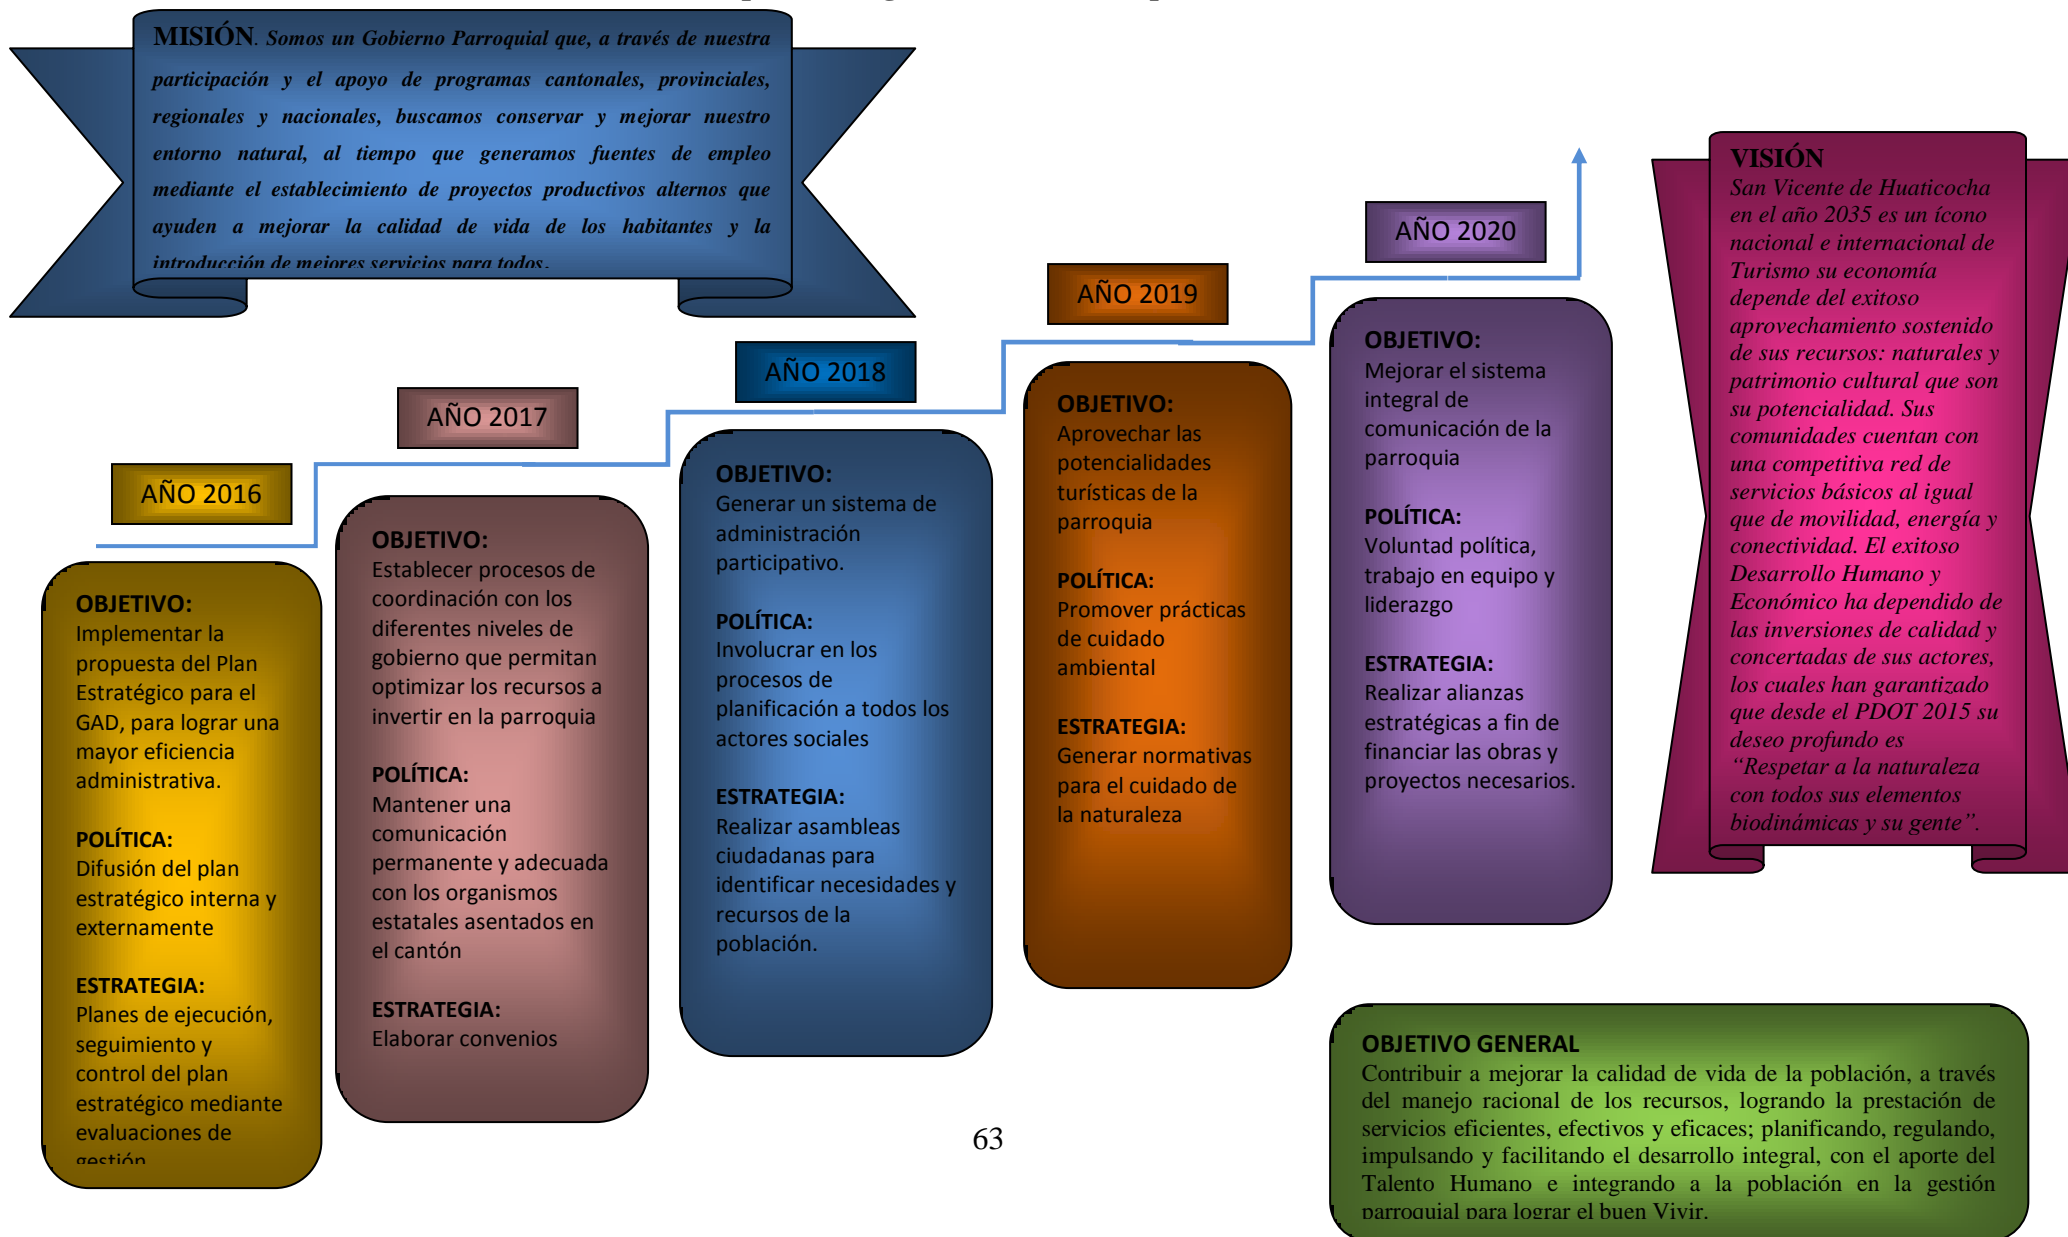 MISIÓN. Somos un Gobierno Parroquial que, a través de nuestra
participación y el apoyo de programas cantonales, provinciales,
regionales y nacionales, buscamos conservar y mejorar nuestro
entorno natural, al tiempo que generamos fuentes de empleo
mediante el establecimiento de proyectos productivos alternos que
ayuden a mejorar la calidad de vida de los habitantes y la
introducción de mejores servicios para todos.
AÑO 2016
OBJETIVO:
Implementar la
propuesta del Plan
Estratégico para el
GAD, para lograr una
mayor eficiencia
administrativa.
POLÍTICA:
Difusión del plan
estratégico interna y
externamente
ESTRATEGIA:
Planes de ejecución,
seguimiento y
control del plan
estratégico mediante
evaluaciones de
gestión
AÑO 2017
OBJETIVO:
Establecer procesos de
coordinación con los
diferentes niveles de
gobierno que permitan
optimizar los recursos a
invertir en la parroquia
POLÍTICA:
Mantener una
comunicación
permanente y adecuada
con los organismos
estatales asentados en
el cantón
ESTRATEGIA:
Elaborar convenios
AÑO 2018
OBJETIVO:
Generar un sistema de
administración
participativo.
POLÍTICA:
Involucrar en los
procesos de
planificación a todos los
actores sociales
ESTRATEGIA:
Realizar asambleas
ciudadanas para
identificar necesidades y
recursos de la
población.
AÑO 2019
OBJETIVO:
Aprovechar las
potencialidades
turísticas de la
parroquia
POLÍTICA:
Promover prácticas
de cuidado
ambiental
ESTRATEGIA:
Generar normativas
para el cuidado de
la naturaleza
AÑO 2020
OBJETIVO:
Mejorar el sistema
integral de
comunicación de la
parroquia
POLÍTICA:
Voluntad política,
trabajo en equipo y
liderazgo
ESTRATEGIA:
Realizar alianzas
estratégicas a fin de
financiar las obras y
proyectos necesarios.
VISIÓN
San Vicente de Huaticocha
en el año 2035 es un ícono
nacional e internacional de
Turismo su economía
depende del exitoso
aprovechamiento sostenido
de sus recursos: naturales y
patrimonio cultural que son
su potencialidad. Sus
comunidades cuentan con
una competitiva red de
servicios básicos al igual
que de movilidad, energía y
conectividad. El exitoso
Desarrollo Humano y
Económico ha dependido de
las inversiones de calidad y
concertadas de sus actores,
los cuales han garantizado
que desde el PDOT 2015 su
deseo profundo es
“Respetar a la naturaleza
con todos sus elementos
biodinámicas y su gente”.
OBJETIVO GENERAL
Contribuir a mejorar la calidad de vida de la población, a través
del manejo racional de los recursos, logrando la prestación de
servicios eficientes, efectivos y eficaces; planificando, regulando,
impulsando y facilitando el desarrollo integral, con el aporte del
Talento Humano e integrando a la población en la gestión
parroquial para lograr el buen Vivir.
63